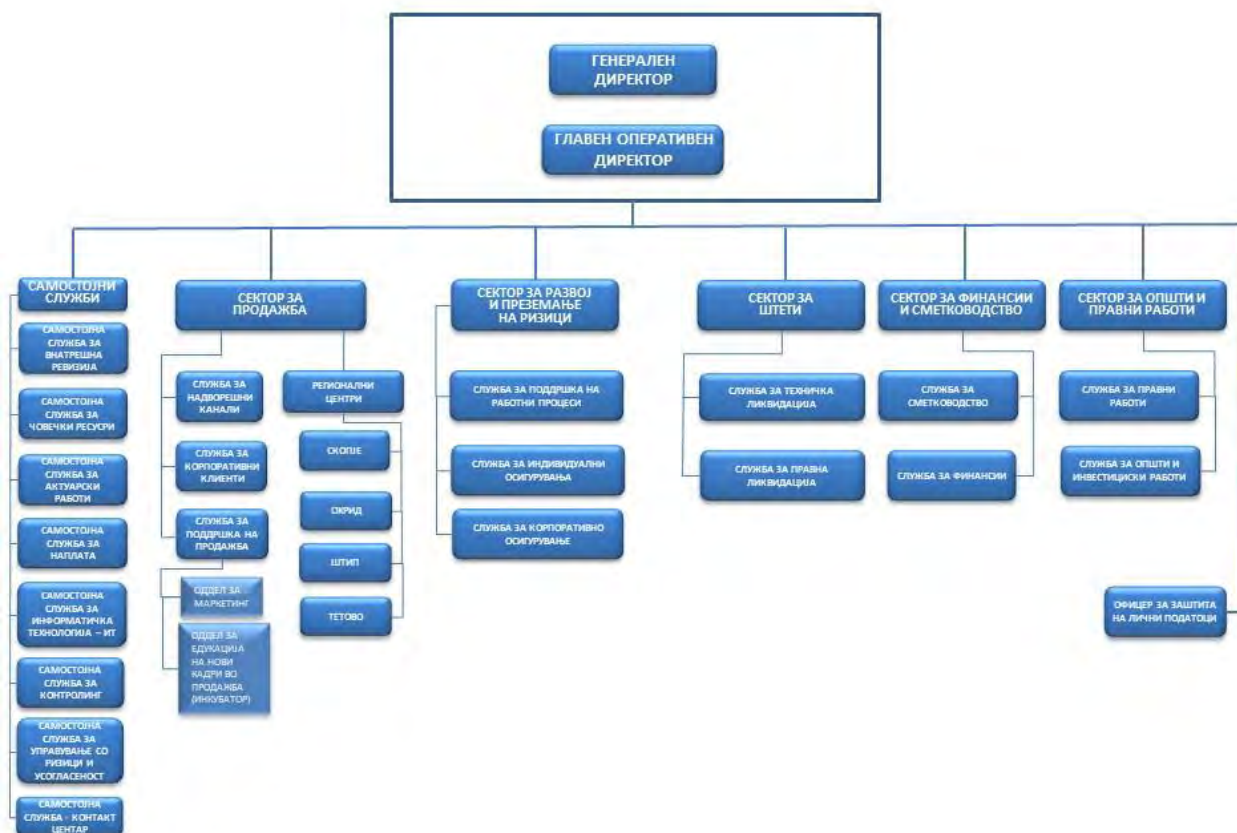 ГЕНЕРАЛЕН
ДИРЕКТОР
ГЛАВЕН ОПЕРАТИВЕН
ДИРЕКТОР
САМОСТОЈНИ
СЛУЖБИ
САМОСТОЈНА
СЛУЖБА ЗА
ВНАТРЕШНА
РЕВИЗИЈА
САМОСТОЈНА
СЛУЖБА ЗА
ЧОВЕЧКИ РЕСУСРИ
САМОСТОЈНА
СЛУЖБА ЗА
АКТУАРСКИ
РАБОТИ
САМОСТОЈНА
СЛУЖБА ЗА
НАПЛАТА
САМОСТОЈНА
СЛУЖБА ЗА
ИНФОРМАТИЧКА
ТЕХНОЛОГИЈА – ИТ
САМОСТОЈНА
СЛУЖБА ЗА
КОНТРОЛИНГ
САМОСТОЈНА
СЛУЖБА ЗА
УПРАВУВАЊЕ СО
РИЗИЦИ И
УСОГЛАСЕНОСТ
САМОСТОЈНА
СЛУЖБА - КОНТАКТ
ЦЕНТАР
СЕКТОР ЗА
ПРОДАЖБА
СЛУЖБА ЗА
НАДВОРЕШНИ
КАНАЛИ
СЛУЖБА ЗА
КОРПОРАТИВНИ
КЛИЕНТИ
СЛУЖБА ЗА
ПОДДРШКА НА
ПРОДАЖБА
ОДДЕЛ ЗА
МАРКЕТИНГ
ОДДЕЛ ЗА
ЕДУКАЦИЈА
НА НОВИ
КАДРИ ВО
ПРОДАЖБА
(ИНКУБАТОР)
РЕГИОНАЛНИ
ЦЕНТРИ
СКОПЈЕ
ОХРИД
ШТИП
ТЕТОВО
СЕКТОР ЗА РАЗВОЈ
И ПРЕЗЕМАЊЕ
НА РИЗИЦИ
СЛУЖБА ЗА ПОДДРШКА НА
РАБОТНИ ПРОЦЕСИ
СЛУЖБА ЗА ИНДИВИДУАЛНИ
ОСИГУРУВАЊА
СЛУЖБА ЗА КОРПОРАТИВНО
ОСИГУРУВАЊЕ
СЕКТОР ЗА
ШТЕТИ
СЛУЖБА ЗА ТЕХНИЧКА
ЛИКВИДАЦИЈА
СЛУЖБА ЗА ПРАВНА
ЛИКВИДАЦИЈА
СЕКТОР ЗА ФИНАНСИИ
И СМЕТКОВОДСТВО
СЛУЖБА ЗА
СМЕТКОВОДСТВО
СЛУЖБА ЗА ФИНАНСИИ
СЕКТОР ЗА ОПШТИ И
ПРАВНИ РАБОТИ
СЛУЖБА ЗА ПРАВНИ
РАБОТИ
СЛУЖБА ЗА ОПШТИ И
ИНВЕСТИЦИСКИ РАБОТИ
ОФИЦЕР ЗА ЗАШТИТА
НА ЛИЧНИ ПОДАТОЦИ